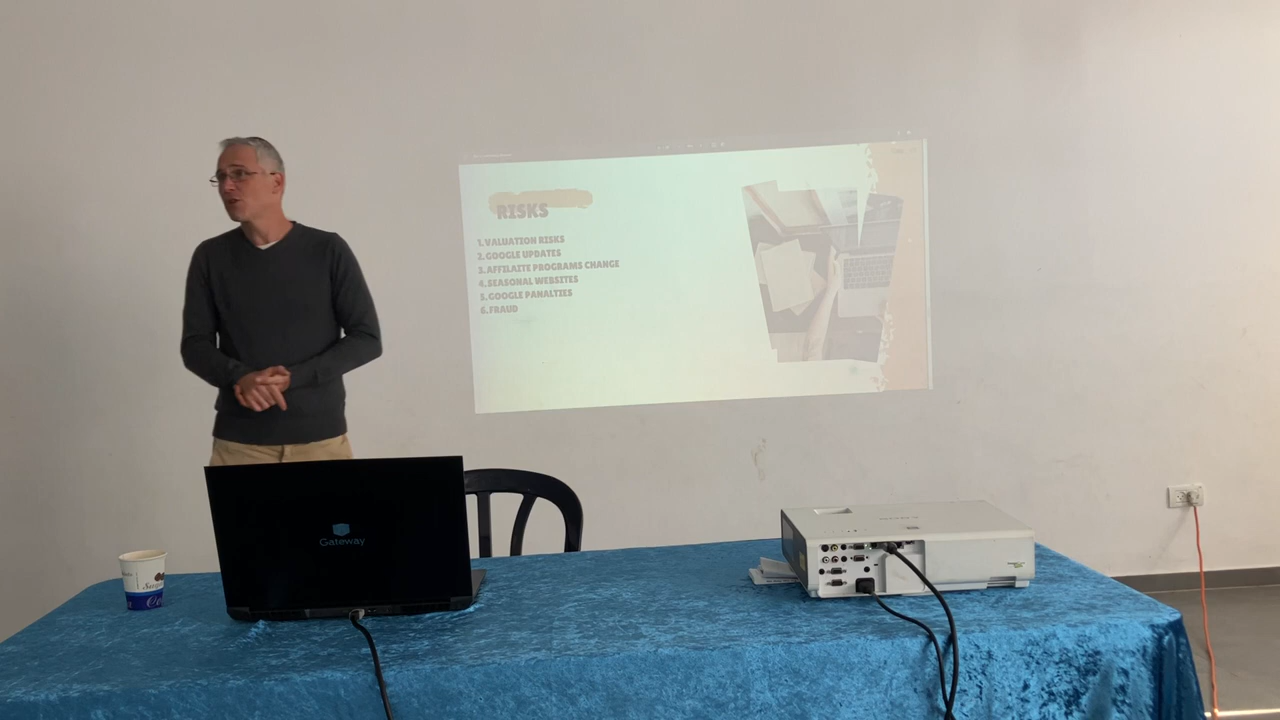 RISKS
1. VALUATION RISKS
2. GOOGLE UPDATES
3. AFFILAITE PROGRAMS CHANGE
4. SEASONAL WEBSITES
5. GOOGLE PANALTIES
6. FRAUD
Gateway